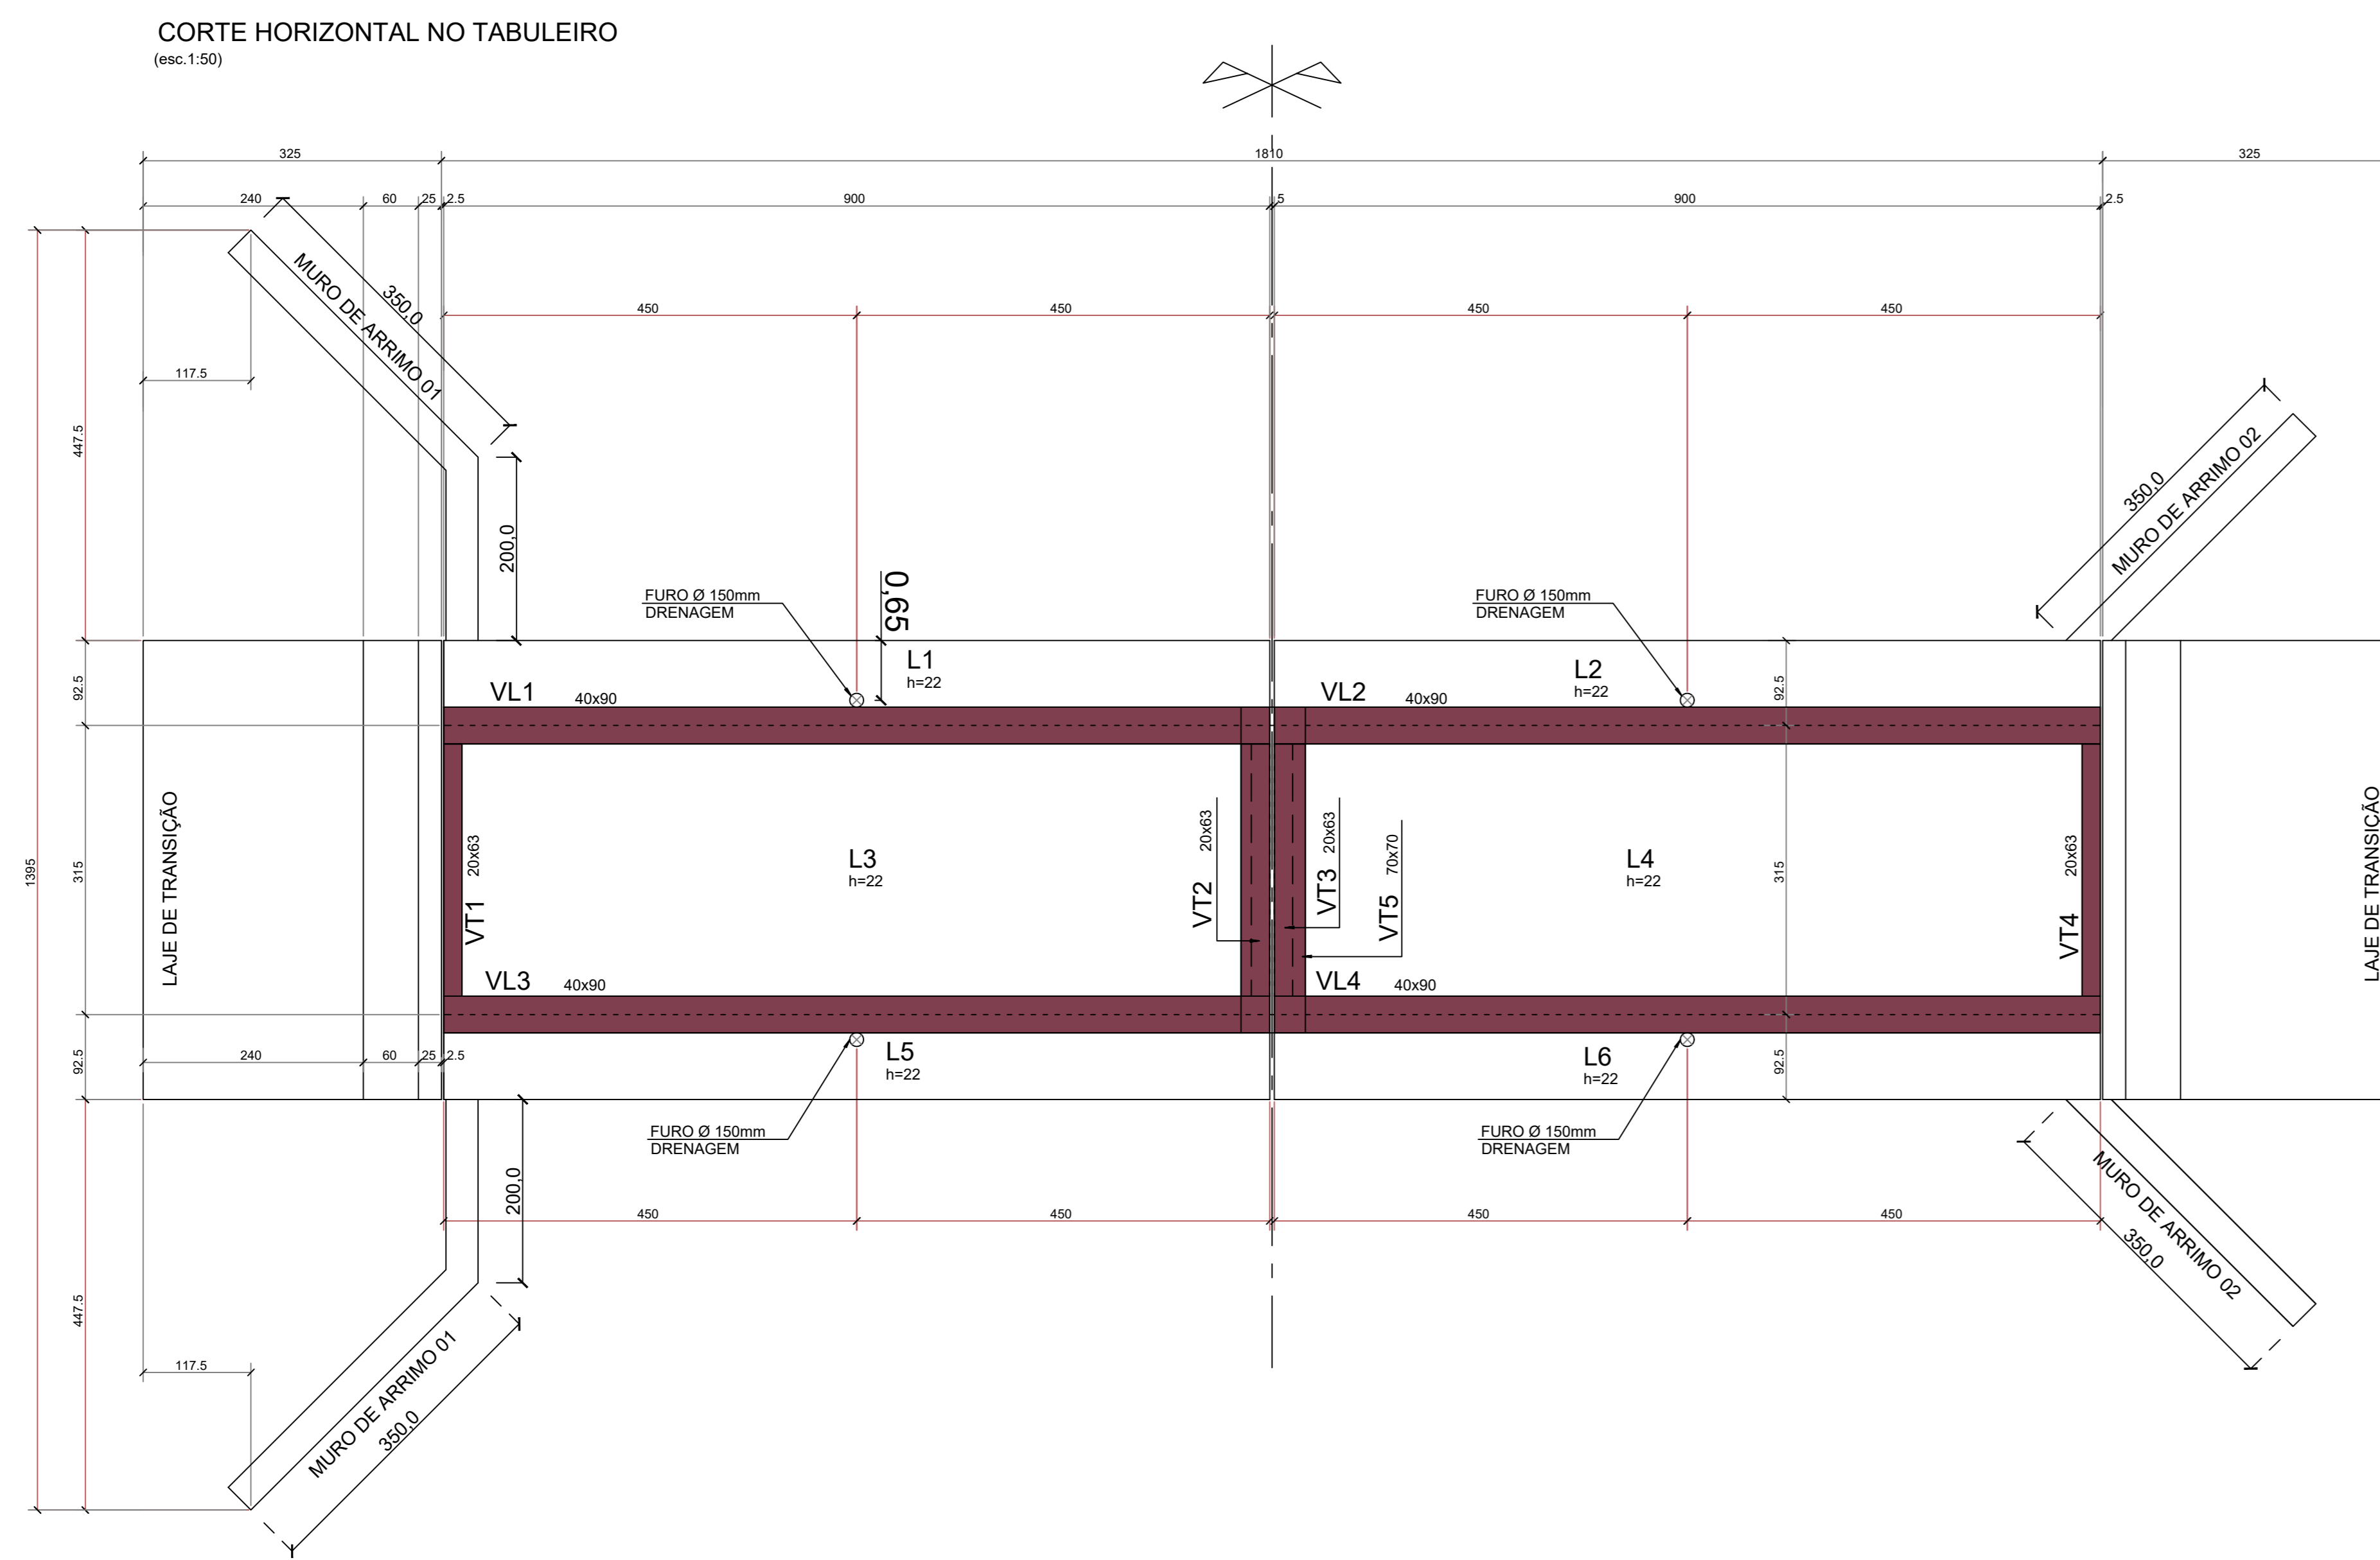 CORTE HORIZONTAL NO TABULEIRO
(esc.1:50)
325
1810
325
240
60
25
2.5
900
5
900
2.5
MURO DE ARRIMO 01
350,0
450
450
450
450
117.5
447.5
200,0
MURO DE ARRIMO 02
350,0
FURO Ø 150mm
DRENAGEM
0,65
FURO Ø 150mm
DRENAGEM
92.5
L1
h=22
L2
h=22
92.5
VL1
40x90
VL2
40x90
1395
315
LAJE DE TRANSIÇÃO
VT1
20x63
L3
h=22
VT2
20x63
VT3
20x63
VT5
70x70
L4
h=22
315
VT4
20x63
LAJE DE TRANSIÇÃO
VL3
40x90
VL4
40x90
92.5
240
60
25
2.5
L5
h=22
L6
h=22
92.5
FURO Ø 150mm
DRENAGEM
FURO Ø 150mm
DRENAGEM
200,0
450
450
450
450
MURO DE ARRIMO 02
350,0
447.5
117.5
MURO DE ARRIMO 01
350,0